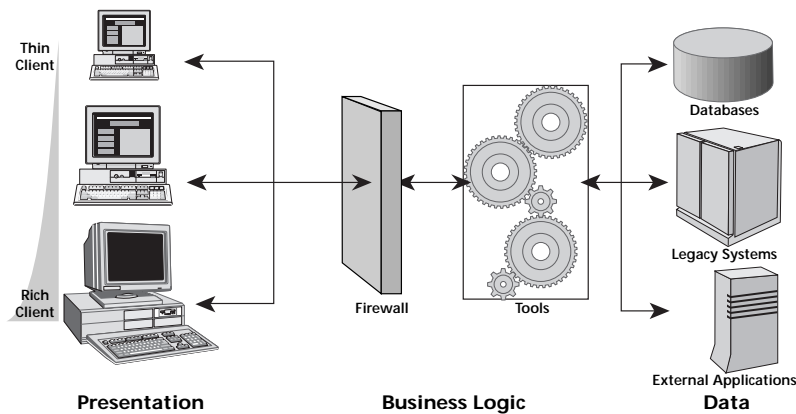 Thin
Client
Databases
Legacy Systems
Rich
Client
Firewall
Tools
External Applications
Presentation
Business Logic
Data